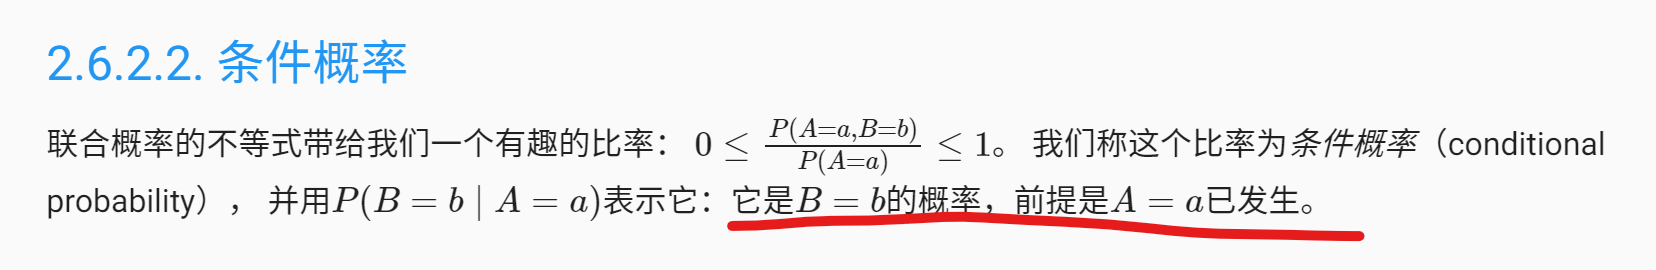 2.6.2.2. 条件概率
联合概率的不等式带给我们一个有趣的比率： $0 \leq \frac{P(A=a,B=b)}{P(A=a)} \leq 1$。 我们称这个比率为条件概率（conditional
probability）， 并用$P(B = b \mid A = a)$表示它：它是$B = b$的概率，前提是$A = a$已发生。